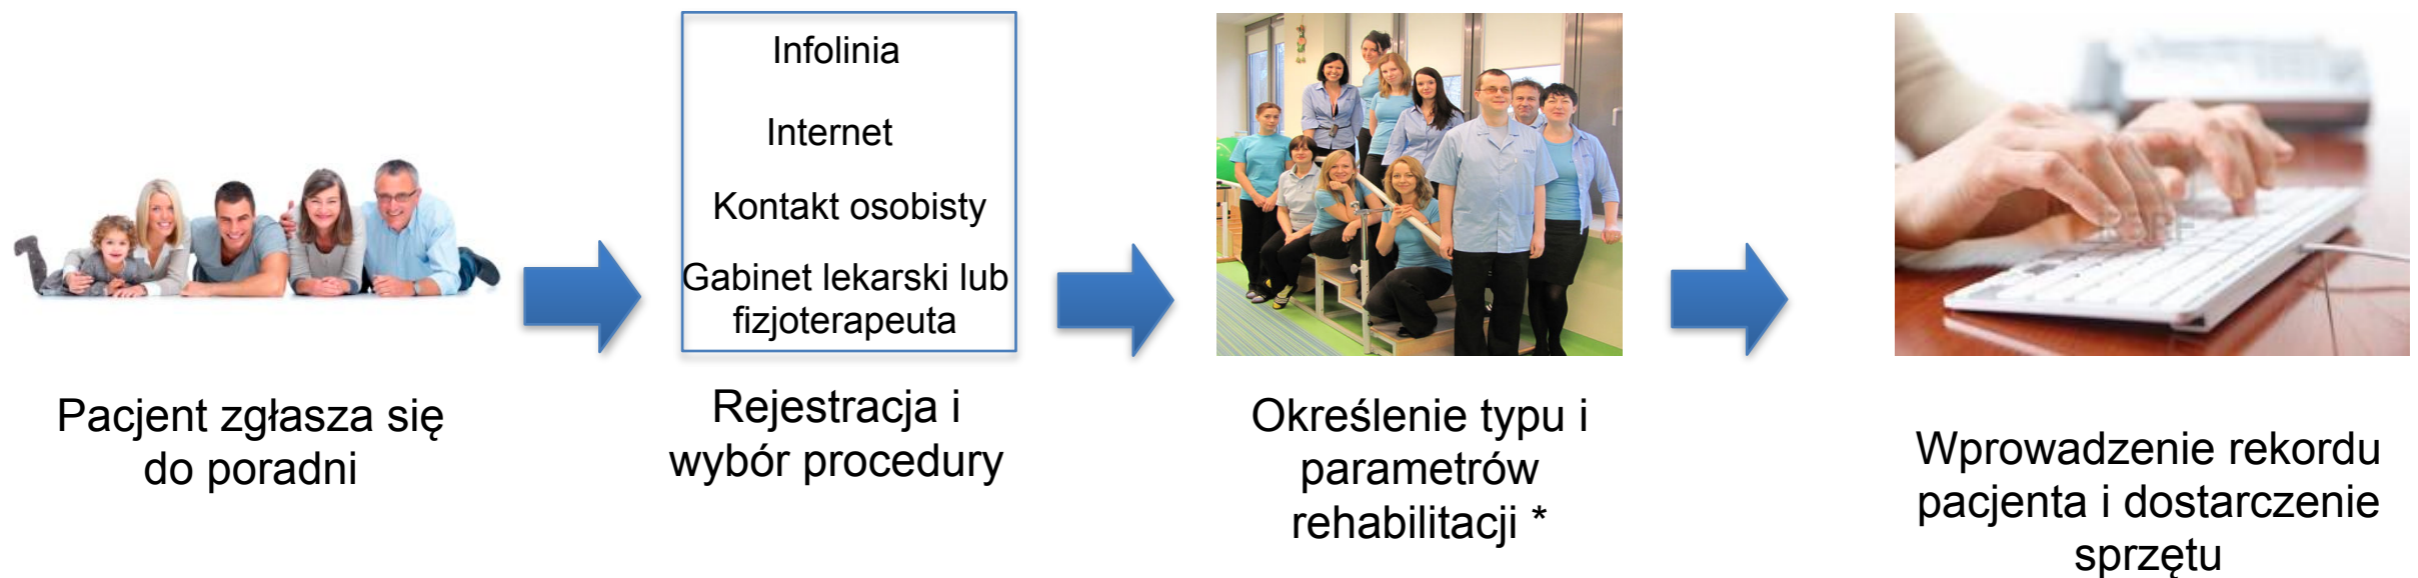 Infolinia
Internet
Kontakt osobisty
Gabinet lekarski lub
fizjoterapeuta
Pacjent zgłasza się
do poradni
Rejestracja i
wybór procedury
Określenie typu i
parametrów
rehabilitacji *
Wprowadzenie rekordu
pacjenta i dostarczenie
sprzętu